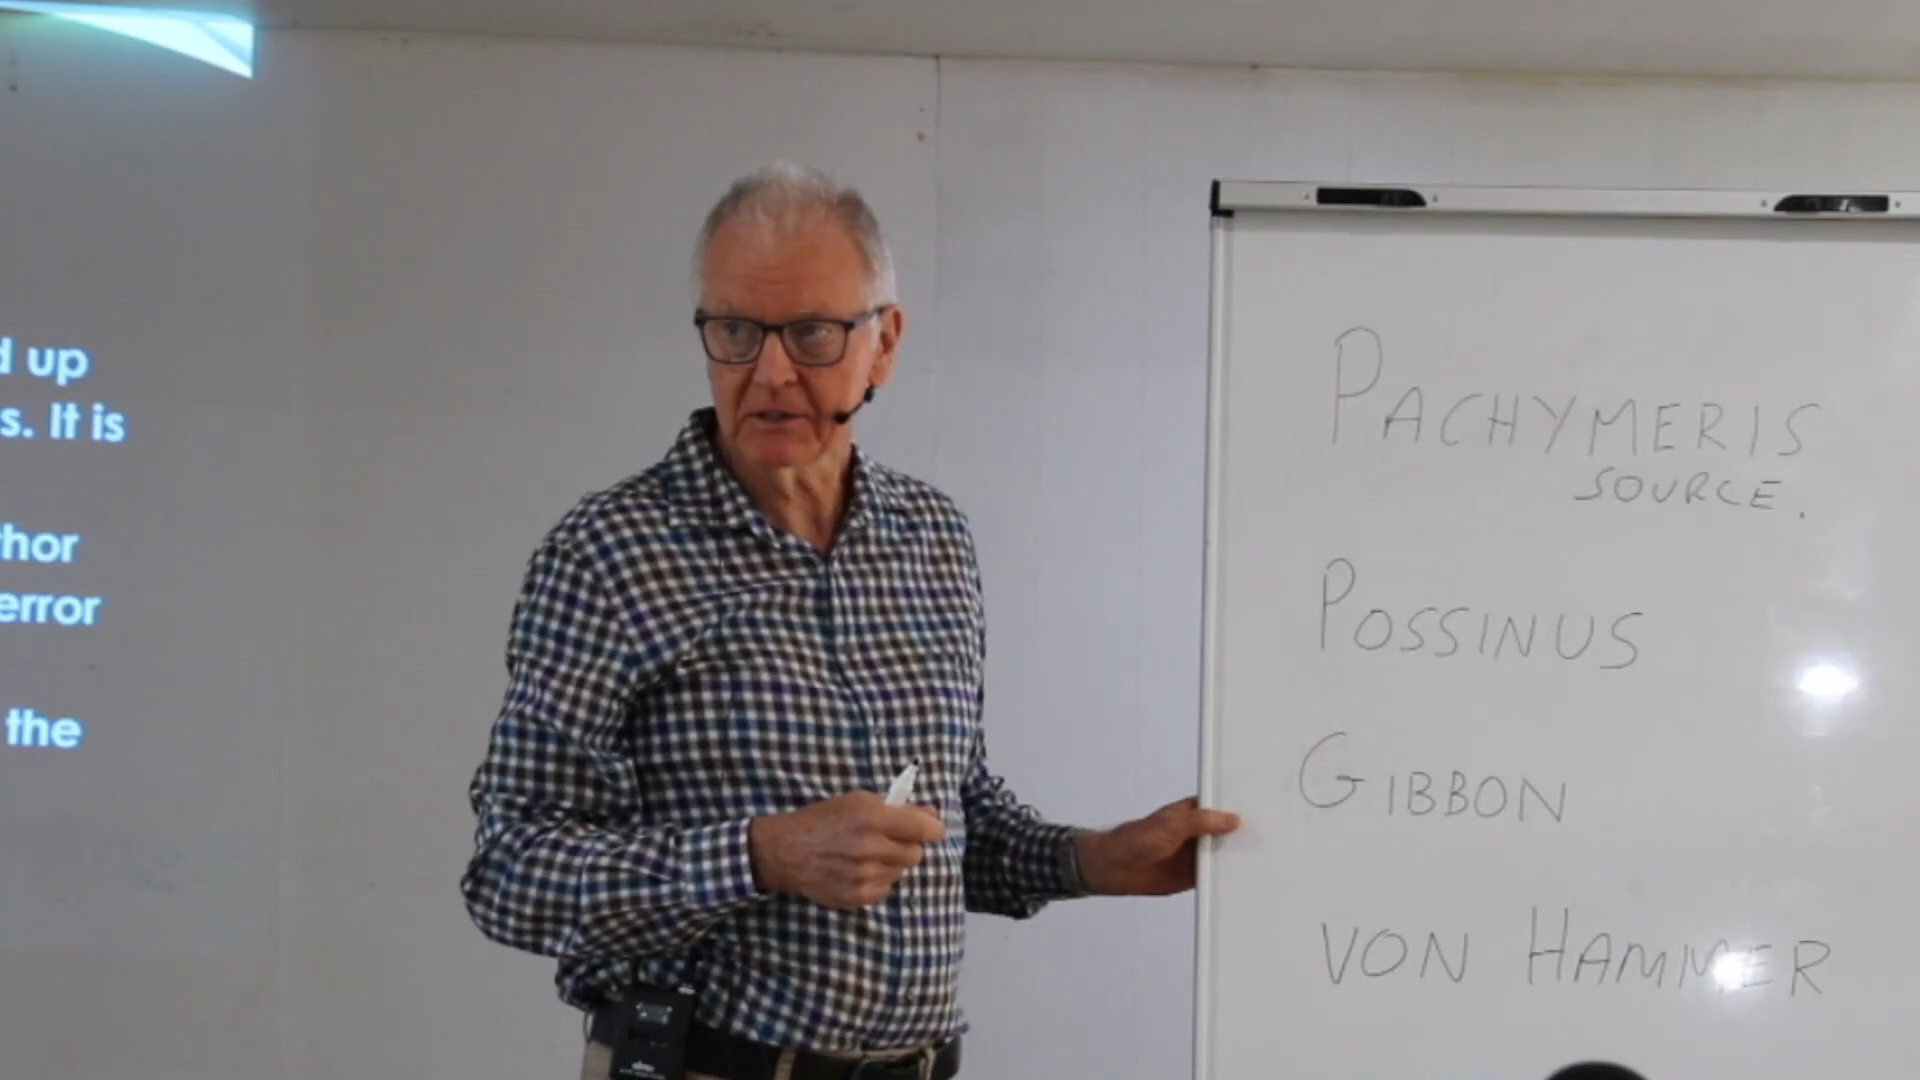 d up
s. It is
thor
error
the
PACHYMERIS
SOURCE.
POSSINUS
GIBBON
VON HAMMER